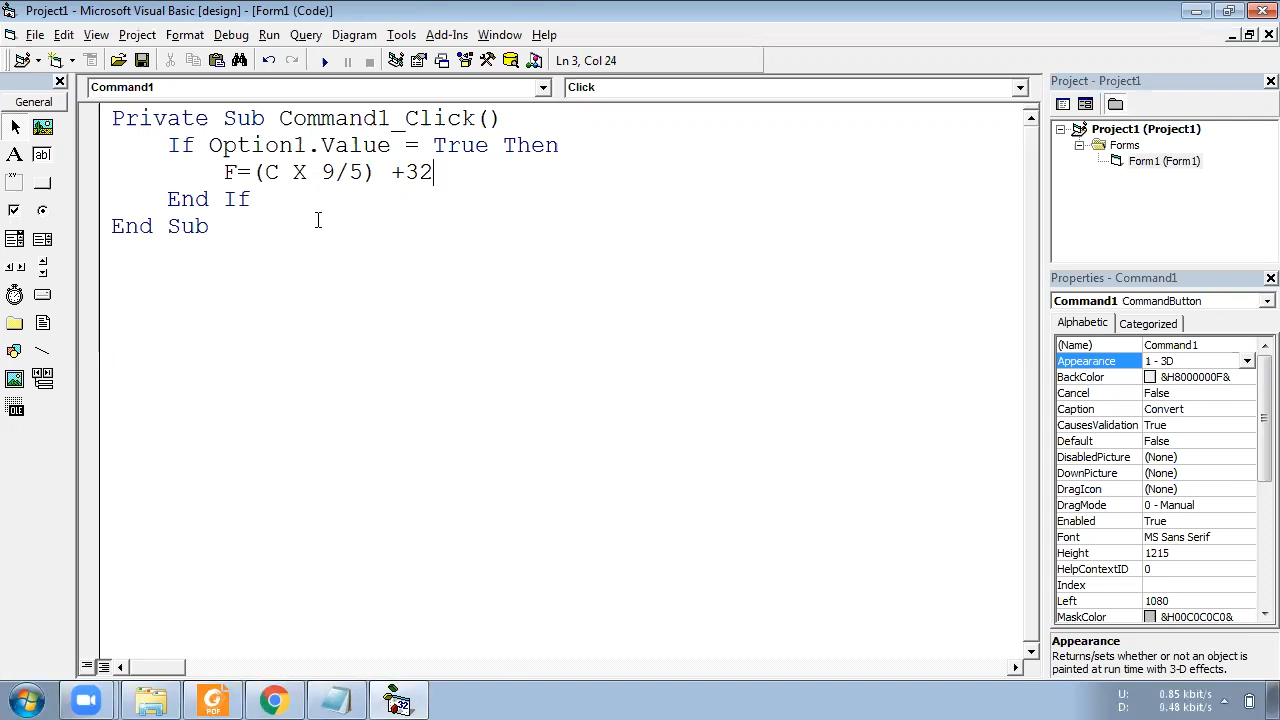 Project1 - Microsoft Visual Basic [design] - [Form1 (Code)]
File Edit View Project Format Debug Run Query Diagram Tools Add-Ins Window Help
Ln 3, Col 24
General
Command1
Click
Private Sub Command1_Click()
If Option1.Value = True Then
F=(C X 9/5) +32
End If
End Sub
Project - Project1
Project1 (Project1)
Forms
Form1 (Form1)
Properties - Command1
Command1 CommandButton
Alphabetic Categorized
(Name) Command1
Appearance 1 - 3D
BackColor &H8000000F&
Cancel False
Caption Convert
CausesValidation True
Default False
DisabledPicture (None)
DownPicture (None)
DragIcon (None)
DragMode 0 - Manual
Enabled True
Font MS Sans Serif
Height 1215
HelpContextID 0
Index
Left 1080
MaskColor &H00C0C0C0&
Appearance
Returns/sets whether or not an object is
painted at run time with 3-D effects.
U: 0.85 kbit/s
D: 0.48 kbit/s